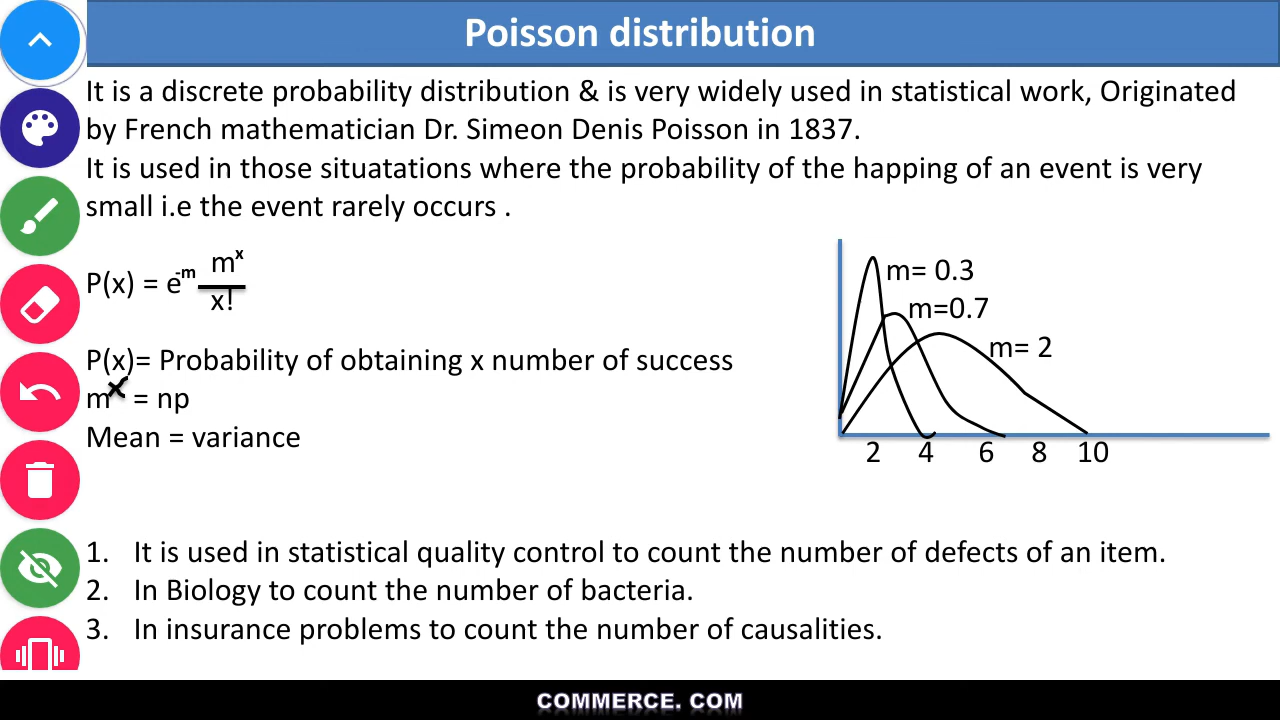 Poisson distribution
It is a discrete probability distribution & is very widely used in statistical work, Originated
by French mathematician Dr. Simeon Denis Poisson in 1837.
It is used in those situatations where the probability of the happing of an event is very
small i.e the event rarely occurs .
P(x) = e^-m m^x / x!
m= 0.3
m=0.7
m= 2
P(x)= Probability of obtaining x number of success
m^x = np
Mean = variance
2 4 6 8 10
1. It is used in statistical quality control to count the number of defects of an item.
2. In Biology to count the number of bacteria.
3. In insurance problems to count the number of causalities.
COMMERCE. COM